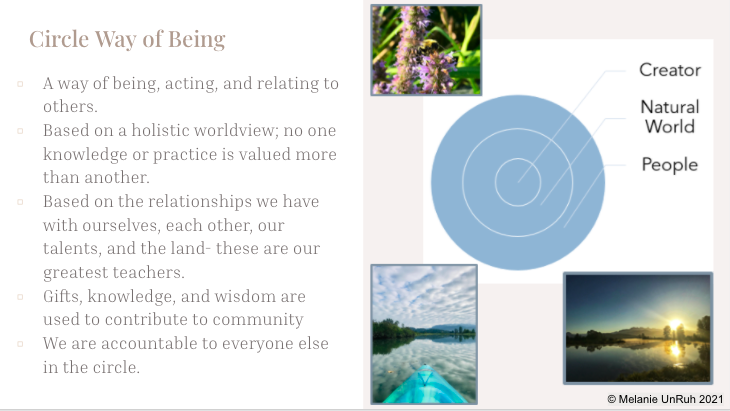 Circle Way of Being
A way of being, acting, and relating to
others.
Based on a holistic worldview; no one
knowledge or practice is valued more
than another.
Based on the relationships we have
with ourselves, each other, our
talents, and the land- these are our
greatest teachers.
Gifts, knowledge, and wisdom are
used to contribute to community
We are accountable to everyone else
in the circle.
Creator
Natural
World
People
© Melanie UnRuh 2021